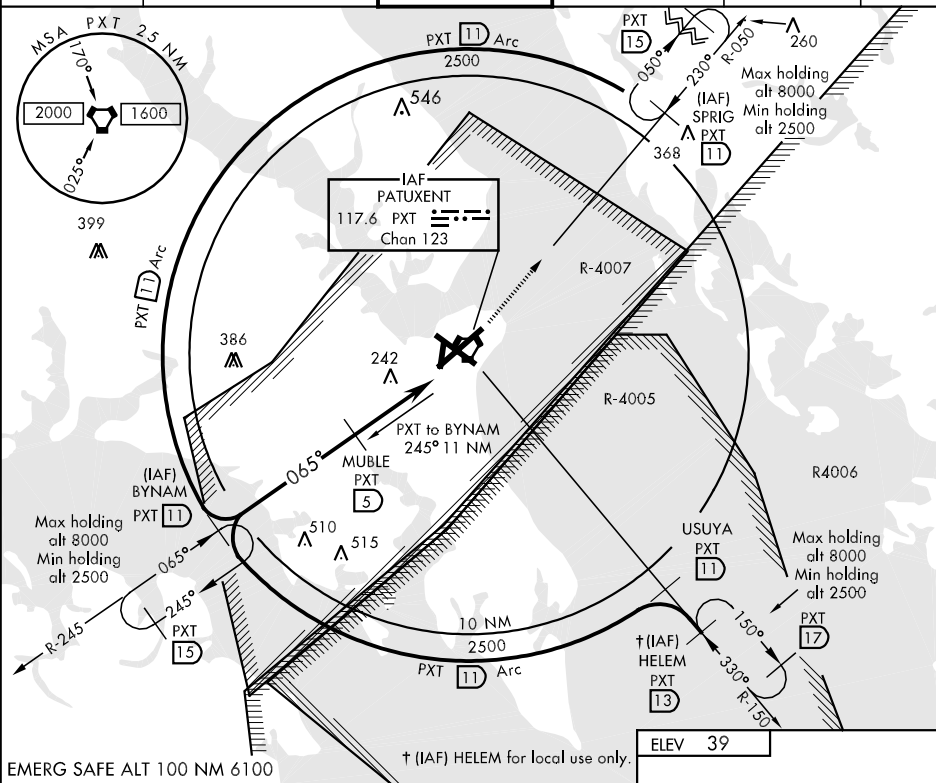 MSA PXT 25 NM
170°
2000
1600
025°
399
PXT 11 Arc
2500
546
PXT
15
050°
230°
R-050
260
Max holding
alt 8000
Min holding
alt 2500
(IAF)
SPRIG
PXT
11
368
IAF
PATUXENT
117.6 PXT
Chan 123
PXT 11 Arc
R-4007
386
242
R-4005
PXT to BYNAM
245° 11 NM
065°
MUBLE
PXT
5
R4006
(IAF)
BYNAM
PXT 11
Max holding
alt 8000
Min holding
alt 2500
510
515
USUYA
PXT
11
Max holding
alt 8000
Min holding
alt 2500
065°
245°
R-245
PXT
15
10 NM
2500
PXT 11 Arc
150°
PXT
17
† (IAF)
HELEM
PXT
13
330°
R-150
ELEV 39
EMERG SAFE ALT 100 NM 6100
† (IAF) HELEM for local use only.